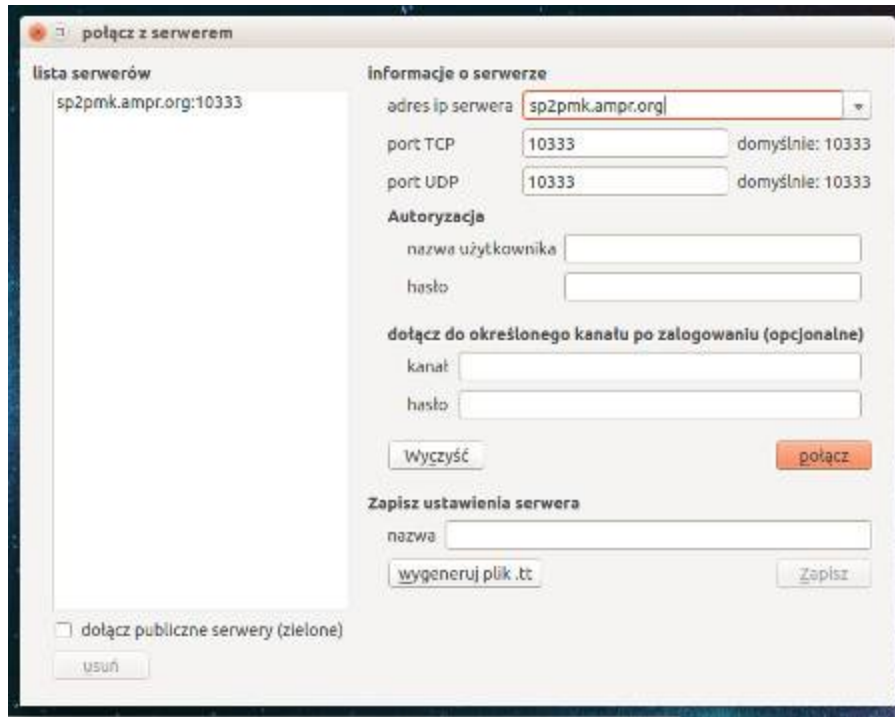 połącz z serwerem
lista serwerów
sp2pmk.ampr.org:10333
dołącz publiczne serwery (zielone)
usuń
informacje o serwerze
adres ip serwera sp2pmk.ampr.org
port TCP 10333 domyślnie: 10333
port UDP 10333 domyślnie: 10333
Autoryzacja
nazwa użytkownika
hasło
dołącz do określonego kanału po zalogowaniu (opcjonalne)
kanał
hasło
Wyczyść połącz
Zapisz ustawienia serwera
nazwa
wygeneruj plik .tt Zapisz